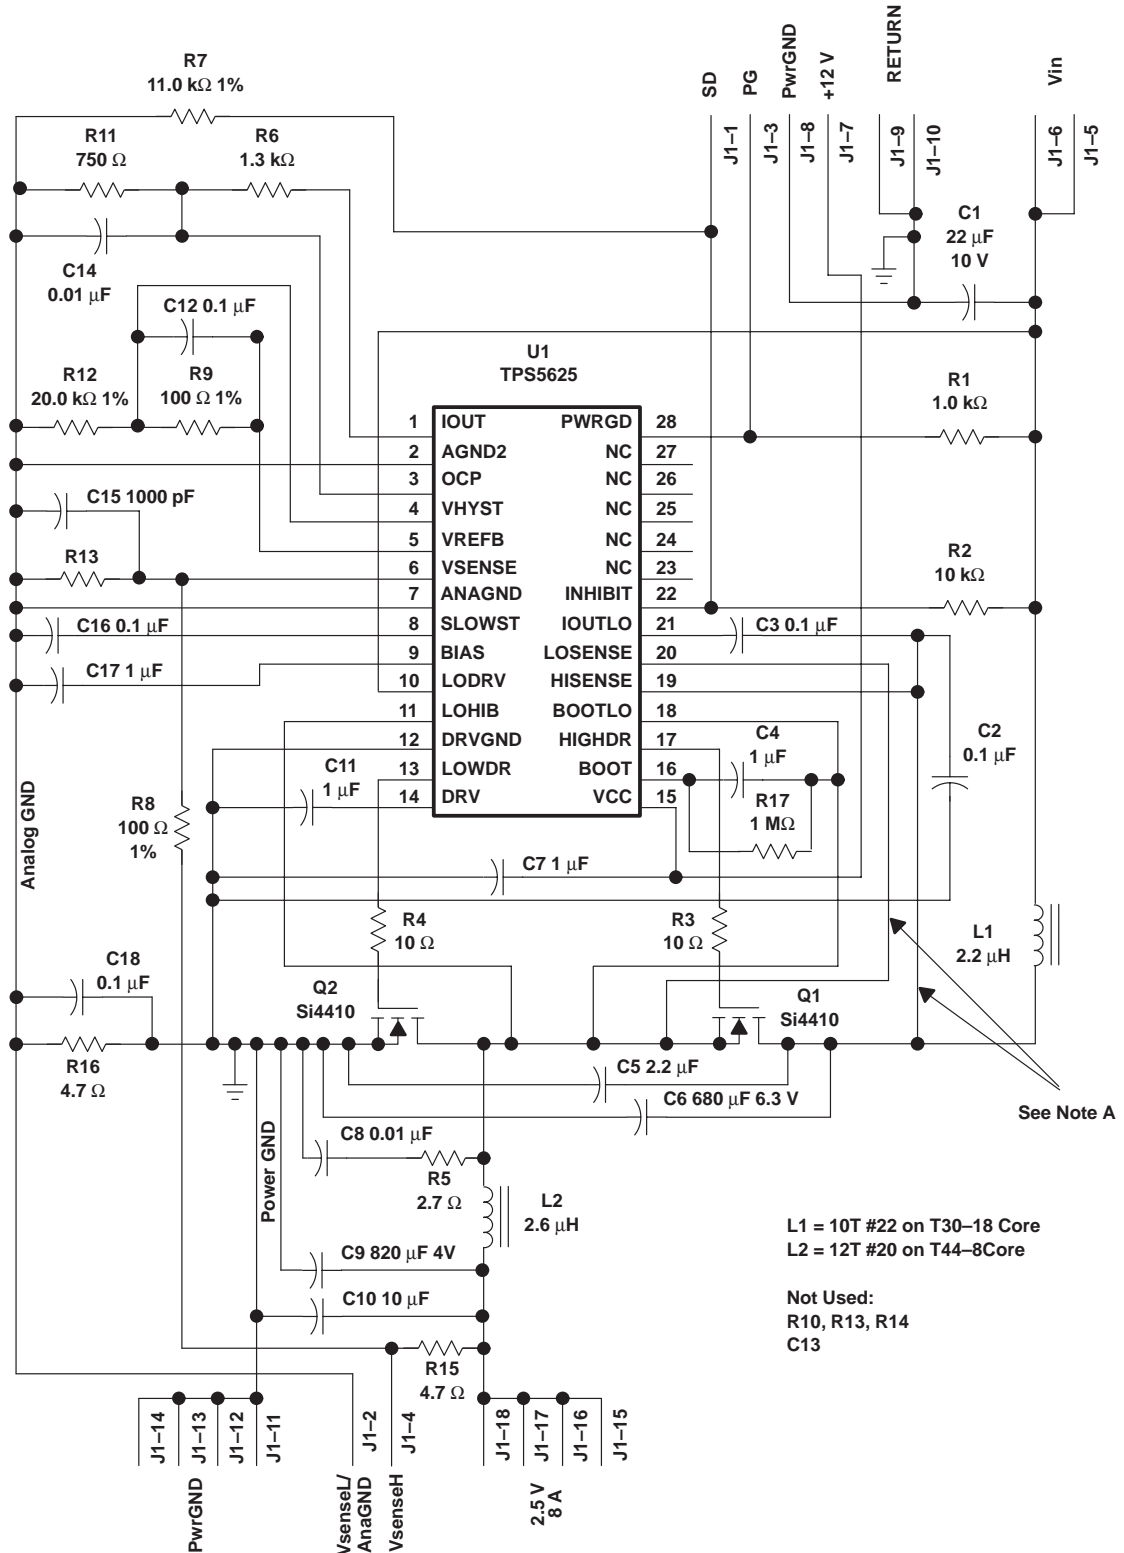 R7
11.0 kΩ 1%
R11
750 Ω
R6
1.3 kΩ
C14
0.01 μF
C12 0.1 μF
R12
20.0 kΩ 1%
R9
100 Ω 1%
C15 1000 pF
R13
C16 0.1 μF
C17 1 μF
SD
PG
PwrGND
+12 V
RETURN
Vin
J1–1
J1–3
J1–8
J1–7
J1–9
J1–10
J1–6
J1–5
C1
22 μF
10 V
U1
TPS5625
R1
1.0 kΩ
R2
10 kΩ
1 IOUT PWRGD 28
2 AGND2 NC 27
3 OCP NC 26
4 VHYST NC 25
5 VREFB NC 24
6 VSENSE NC 23
7 ANAGND INHIBIT 22
8 SLOWST IOUTLO 21
9 BIAS LOSENSE 20
10 LODRV HISENSE 19
11 LOHIB BOOTLO 18
12 DRVGND HIGHDR 17
13 LOWDR BOOT 16
14 DRV VCC 15
C3 0.1 μF
C2
0.1 μF
C4
1 μF
R17
1 MΩ
C11
1 μF
Analog GND
R8
100 Ω
1%
C7 1 μF
R4
10 Ω
R3
10 Ω
L1
2.2 μH
C18
0.1 μF
Q2
Si4410
Q1
Si4410
R16
4.7 Ω
C5 2.2 μF
C6 680 μF 6.3 V
See Note A
C8 0.01 μF
Power GND
R5
2.7 Ω
L2
2.6 μH
C9 820 μF 4V
C10 10 μF
R15
4.7 Ω
L1 = 10T #22 on T30–18 Core
L2 = 12T #20 on T44–8Core
Not Used:
R10, R13, R14
C13
J1–14
J1–13
J1–12
J1–11
J1–2
J1–4
J1–18
J1–17
J1–16
J1–15
PwrGND
VsenseL/
AnaGND
VsenseH
2.5 V
8 A